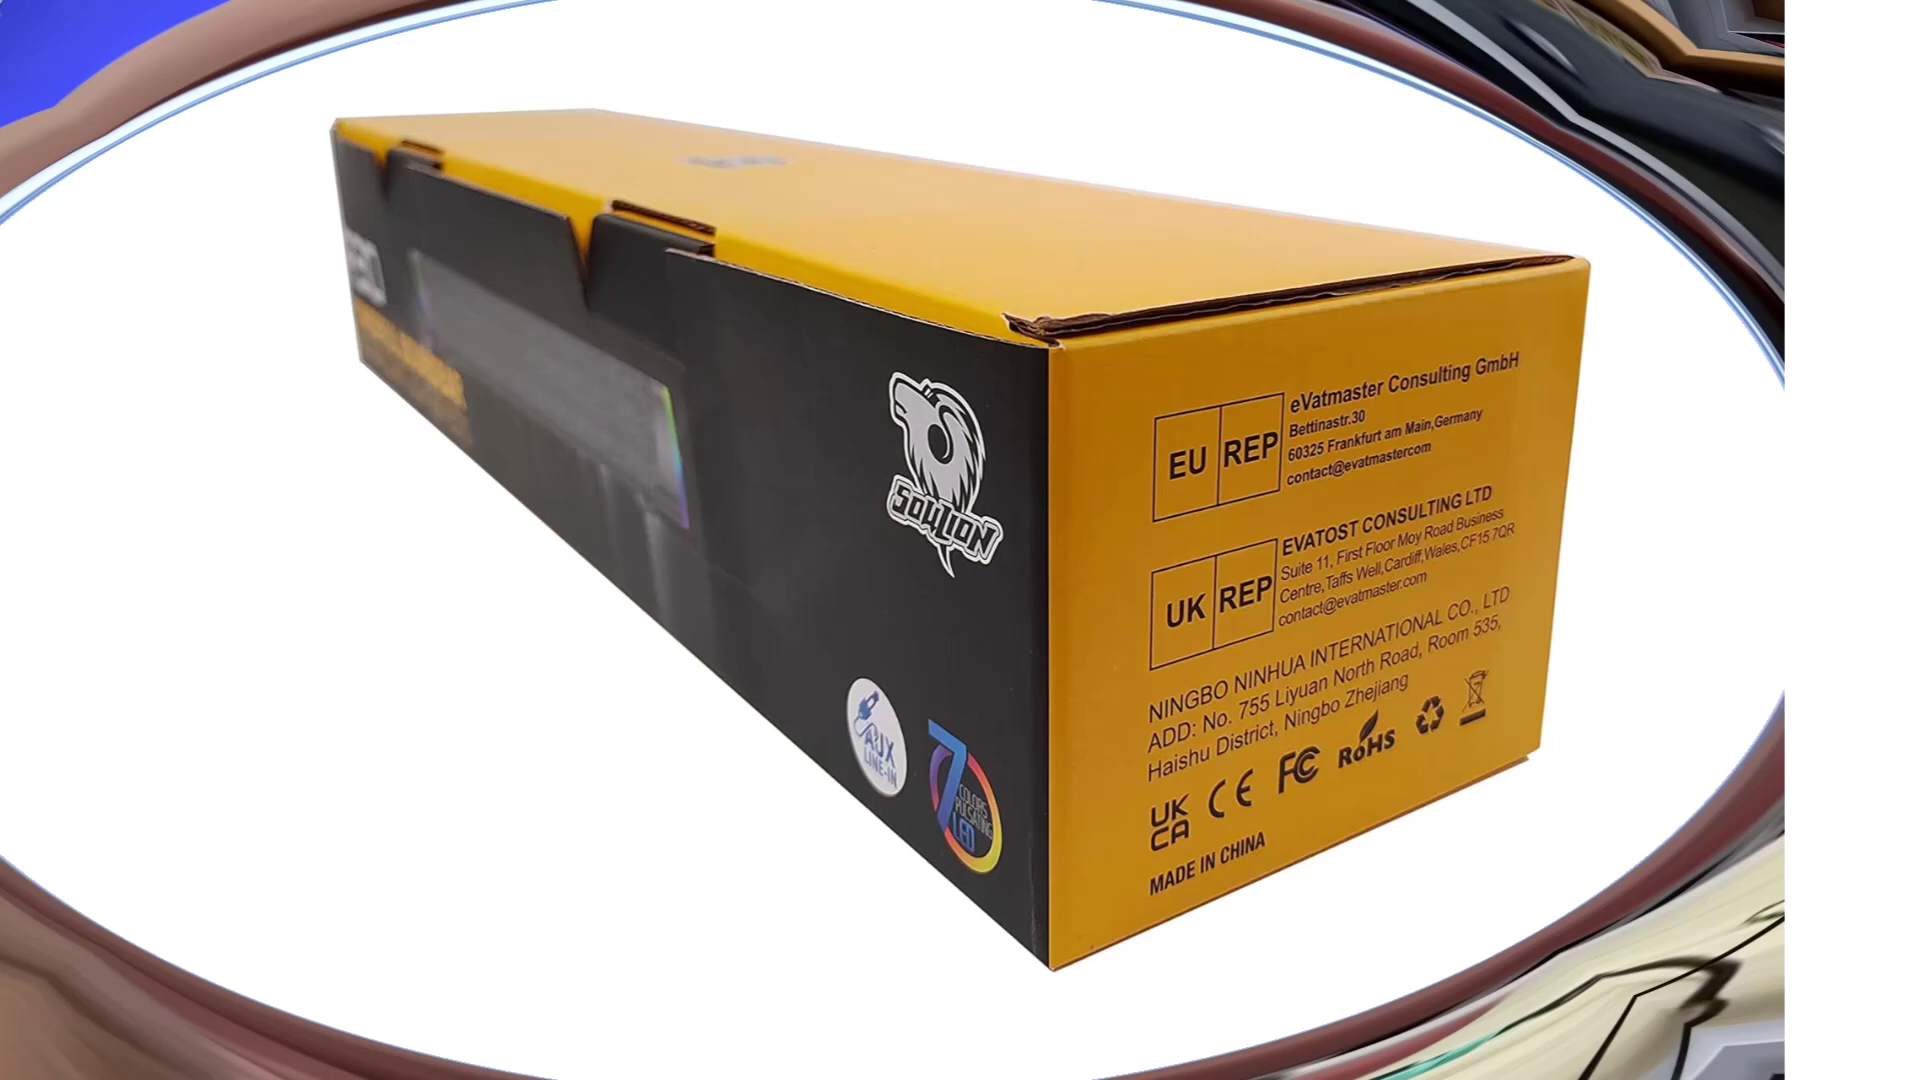 SOULION
AUX
LINE-IN
7
COLORS
PULSATING
LED
EU REP
eVatmaster Consulting GmbH
Bettinastr.30
60325 Frankfurt am Main,Germany
contact@evatmastercom
UK REP
EVATOST CONSULTING LTD
Suite 11, First Floor Moy Road Business
Centre,Taffs Well,Cardiff,Wales,CF15 7QR
contact@evatmaster.com
NINGBO NINHUA INTERNATIONAL CO., LTD
ADD: No. 755 Liyuan North Road, Room 535,
Haishu District, Ningbo Zhejiang
UK
CA
CE
FC
RoHS
MADE IN CHINA